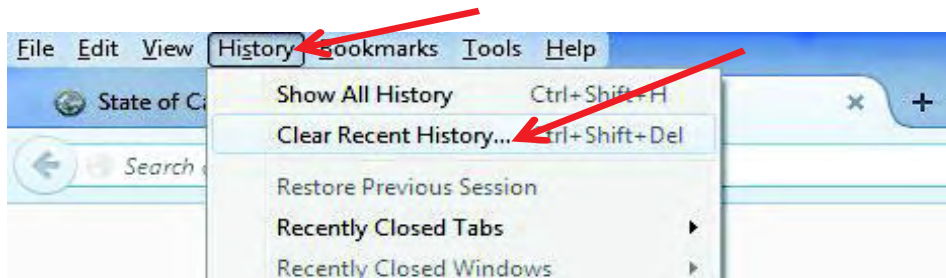 File Edit View History Bookmarks Tools Help
State of Ca
Show All History Ctrl+Shift+H
Clear Recent History... Ctrl+Shift+Del
Search
Restore Previous Session
Recently Closed Tabs
Recently Closed Windows